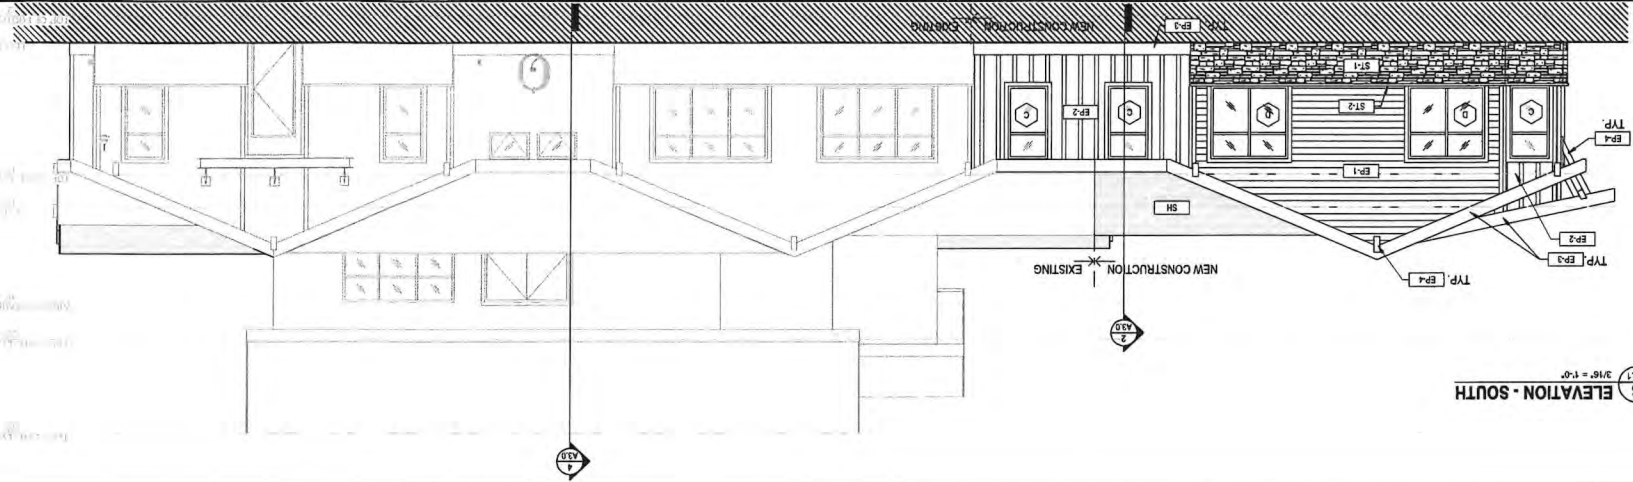 4
A3.0
ELEVATION - SOUTH
3/16" = 1'-0"
2
A3.0
TYP. EP-4
NEW CONSTRUCTION EXISTING
TYP. EP-3
EP-2
SH
EP-1
EP-4
TYP.
C
D
D
C
C
EP-2
ST-2
ST-1
TYP. EP-3
NEW CONSTRUCTION EXISTING